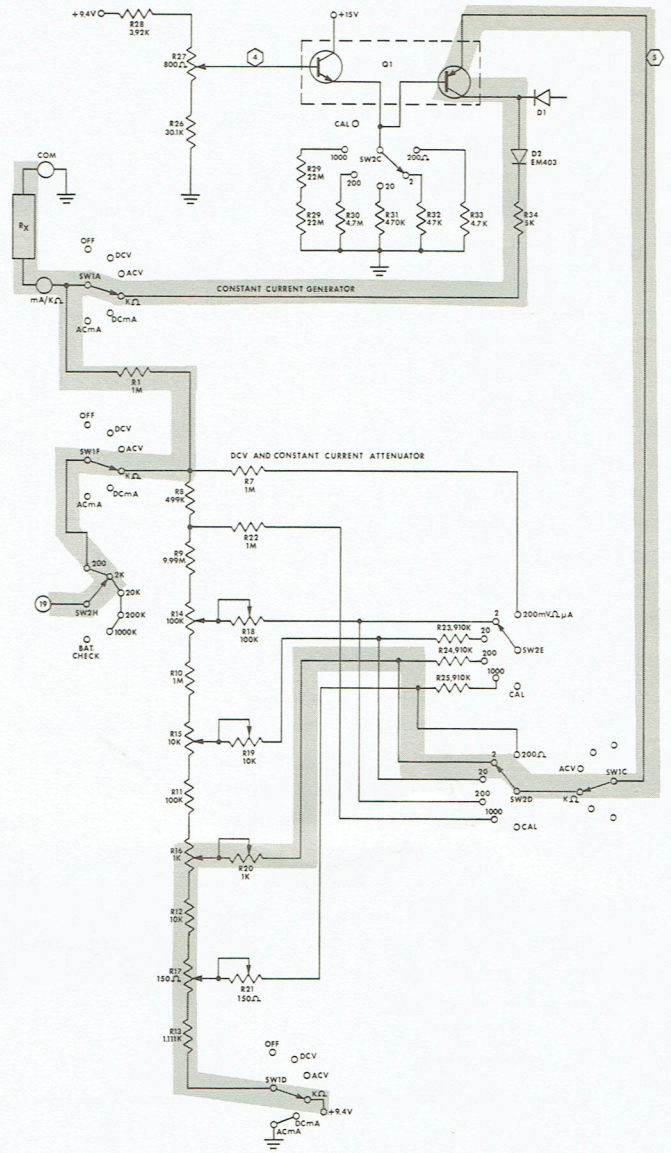 +9.4V
R28
3.92K
+15V
R27
800Ω
4
Q1
5
R26
30.1K
CAL
D1
COM
1000
SW2C
200Ω
D2
EM403
R29
22M
200
2
20
R29
22M
R30
4.7M
R31
470K
R32
47K
R33
4.7K
R34
5K
RX
OFF
DCV
ACV
SW1A
CONSTANT CURRENT GENERATOR
mA/KΩ
KΩ
ACmA
DCmA
R1
1M
OFF
DCV
ACV
SW1F
DCV AND CONSTANT CURRENT ATTENUATOR
KΩ
R7
1M
ACmA
DCmA
R8
499K
R22
1M
R9
9.99M
200
2K
20K
19
SW2H
200K
1000K
BAT.
CHECK
R14
100K
R18
100K
2
200mVΩμA
R23,910K
20
R24,910K
200
SW2E
R25,910K
1000
CAL
R10
1M
R15
10K
R19
10K
2
200Ω
ACV
SW1C
20
SW2D
KΩ
R11
100K
200
1000
CAL
R16
1K
R20
1K
R12
10K
R17
150Ω
R21
150Ω
R13
1.111K
OFF
DCV
ACV
SW1D
KΩ
+9.4V
DCmA
ACmA